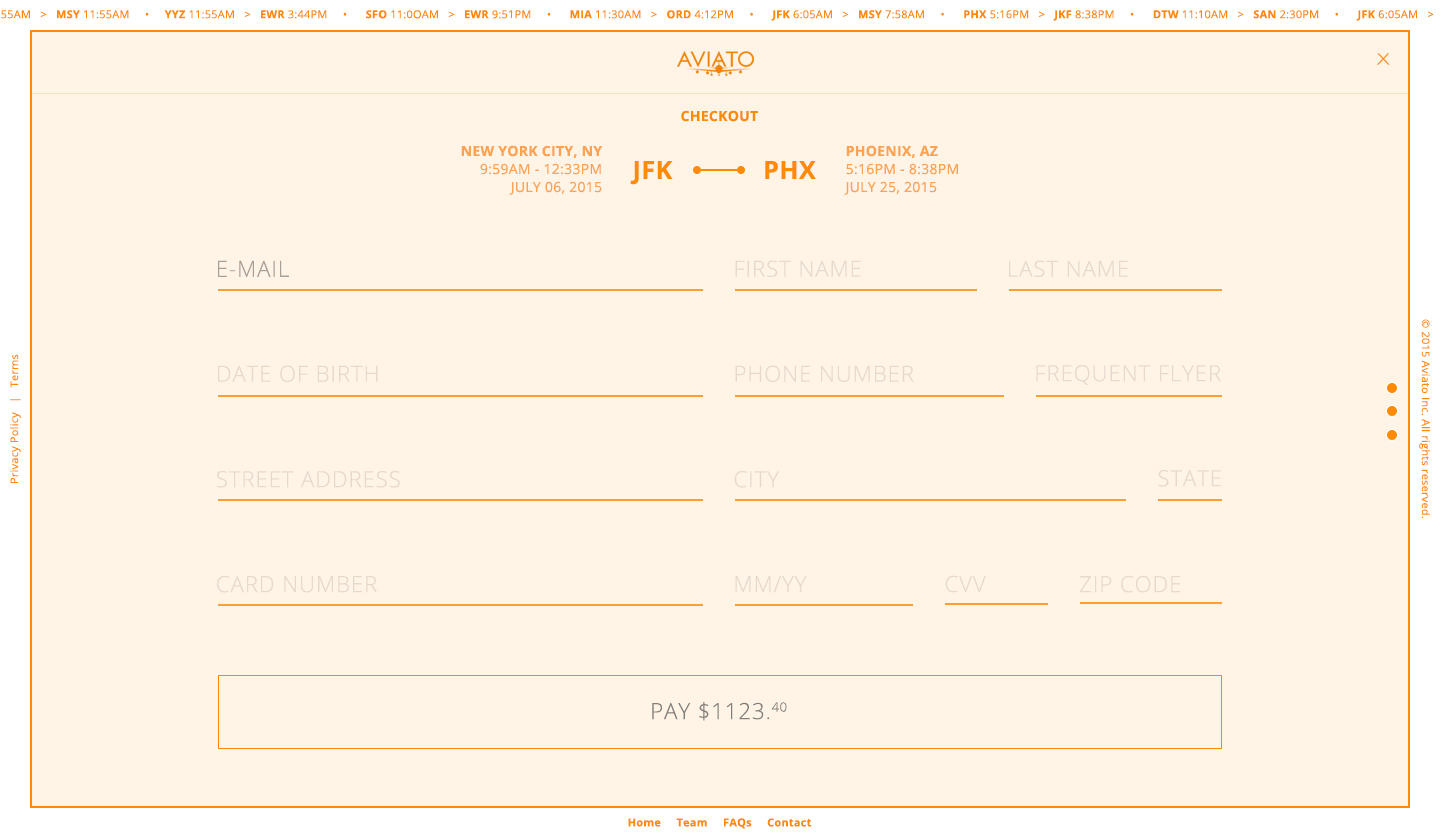 55AM > MSY 11:55AM • YYZ 11:55AM > EWR 3:44PM • SFO 11:0OAM > EWR 9:51PM • MIA 11:30AM > ORD 4:12PM • JFK 6:05AM > MSY 7:58AM • PHX 5:16PM > JKF 8:38PM • DTW 11:10AM > SAN 2:30PM • JFK 6:05AM >
AVIATO
CHECKOUT
NEW YORK CITY, NY
9:59AM - 12:33PM
JULY 06, 2015
JFK
PHX
PHOENIX, AZ
5:16PM - 8:38PM
JULY 25, 2015
E-MAIL FIRST NAME LAST NAME
DATE OF BIRTH PHONE NUMBER FREQUENT FLYER
STREET ADDRESS CITY STATE
CARD NUMBER MM/YY CVV ZIP CODE
PAY $1123.40
Privacy Policy | Terms
© 2015 Aviato Inc. All rights reserved.
Home Team FAQs Contact